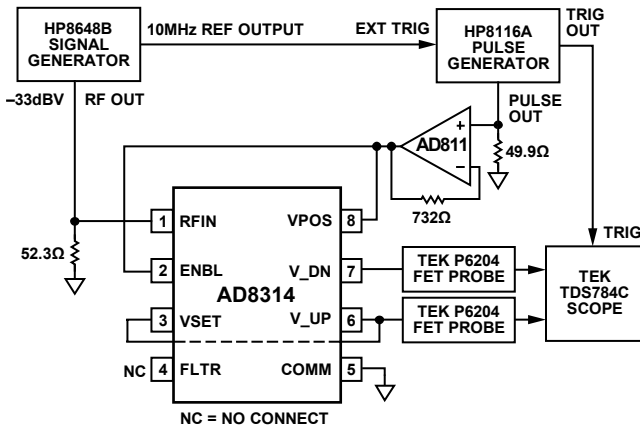 HP8648B
SIGNAL
GENERATOR
10MHz REF OUTPUT
EXT TRIG
HP8116A
PULSE
GENERATOR
TRIG
OUT
–33dBV
RF OUT
PULSE
OUT
+
AD811
–
49.9Ω
732Ω
52.3Ω
1
RFIN
VPOS
8
2
ENBL
V_DN
7
AD8314
3
VSET
V_UP
6
NC
4
FLTR
COMM
5
TEK P6204
FET PROBE
TEK P6204
FET PROBE
TRIG
TEK
TDS784C
SCOPE
NC = NO CONNECT